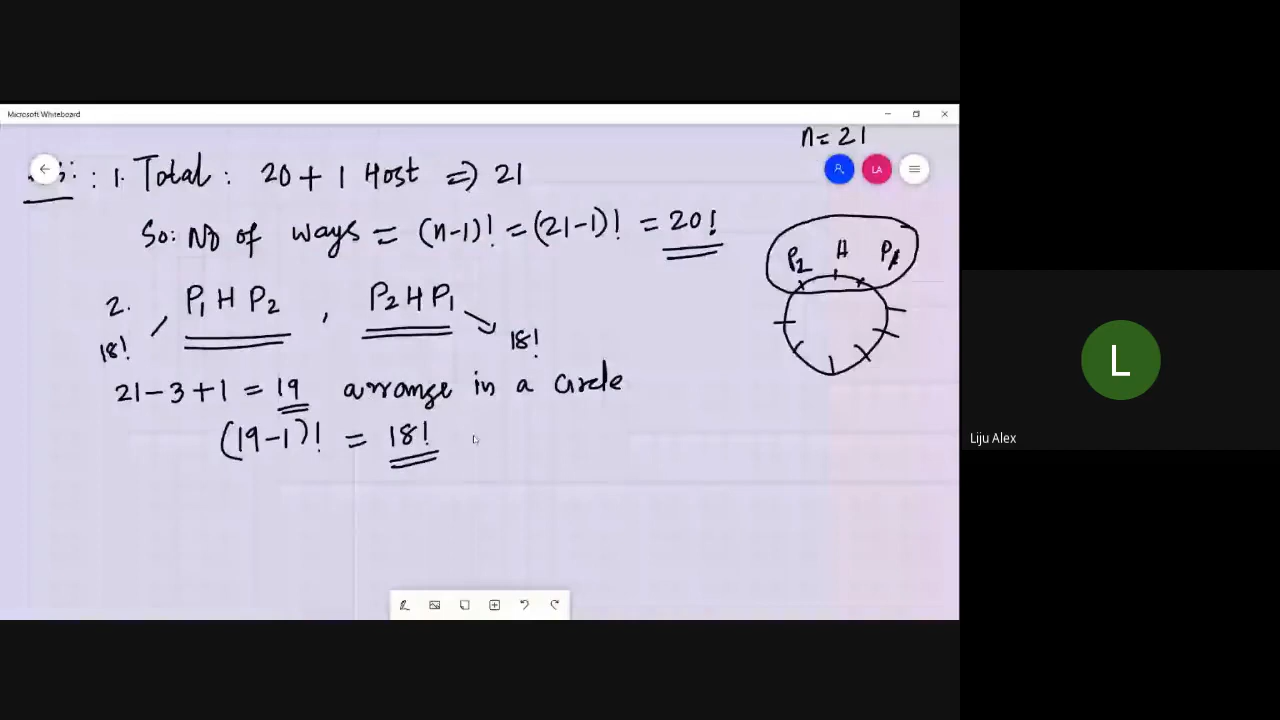 Microsoft Whiteboard
n= 21
: 1. Total : 20 + 1 Host => 21
LA
So: No of ways = (n-1)! = (21-1)! = 20!
P2 H P1
2. P1 H P2 , P2 H P1
18! 18!
21-3+1 = 19 arrange in a circle
(19-1)! = 18!
L
Liju Alex